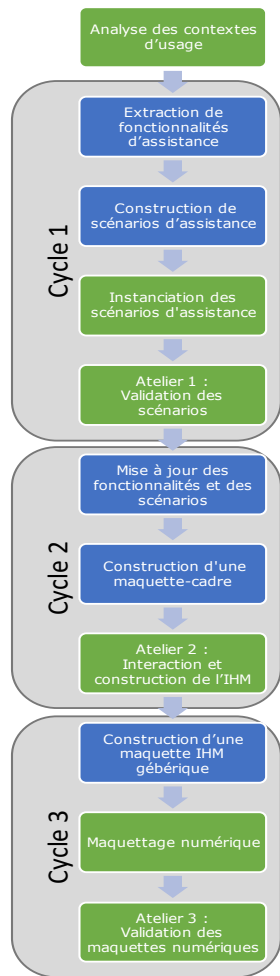 Analyse des contextes
d'usage
Cycle 1
Extraction de
fonctionnalités
d'assistance
Construction de
scénarios d'assistance
Instanciation des
scénarios d'assistance
Atelier 1 :
Validation des
scénarios
Cycle 2
Mise à jour des
fonctionnalités et des
scénarios
Construction d'une
maquette-cadre
Atelier 2 :
Interaction et
construction de l'IHM
Cycle 3
Construction d'une
maquette IHM
gébérique
Maquettage numérique
Atelier 3 :
Validation des
maquettes numériques